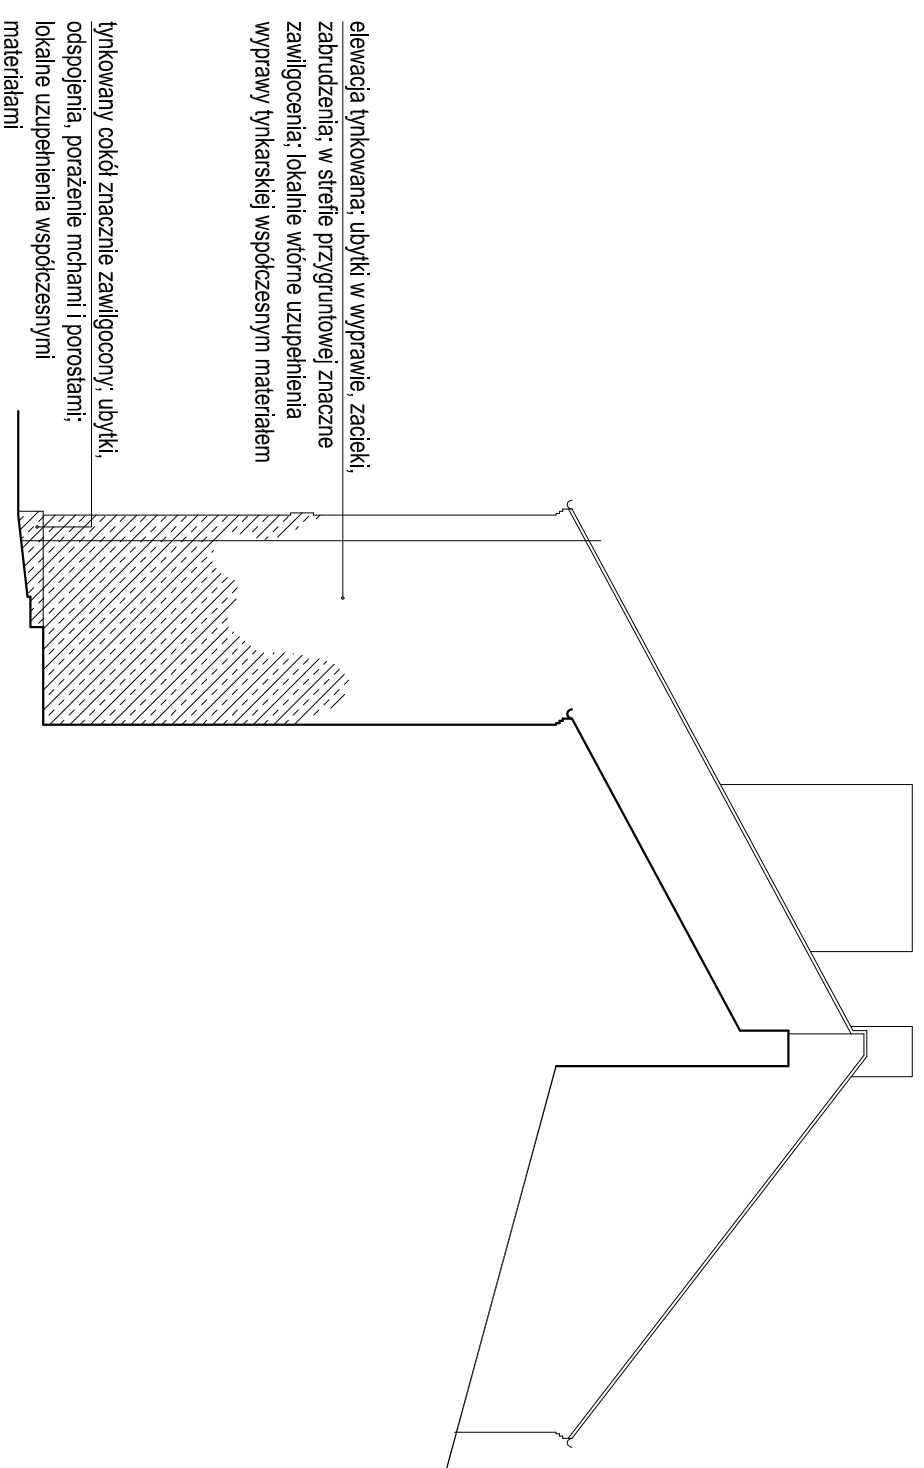 elewacja tynkowana; ubytki w wyprawie, zacieki,
zabrudzenia; w strefie przygruntowej znaczne
zawilgocenia; lokalnie wtórne uzupełnienia
wyprawy tynkarskiej współczesnym materiałem
tynkowany cokół znacznie zawilgocony; ubytki,
odspojenia, porażenie mchami i porostami;
lokalne uzupełnienia współczesnymi
materiałami